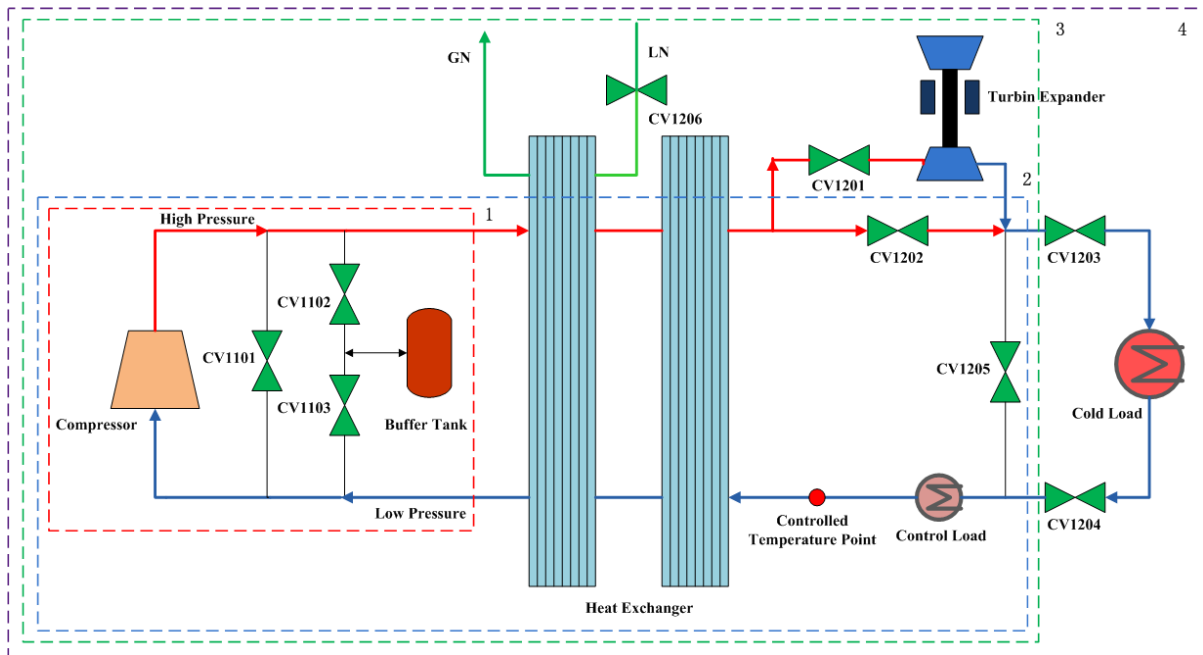 3
4
GN
LN
Turbin Expander
CV1206
CV1201
2
High Pressure
1
CV1202
CV1203
CV1102
CV1101
CV1205
CV1103
Compressor
Buffer Tank
Cold Load
Low Pressure
Controlled
Temperature Point
Control Load
CV1204
Heat Exchanger